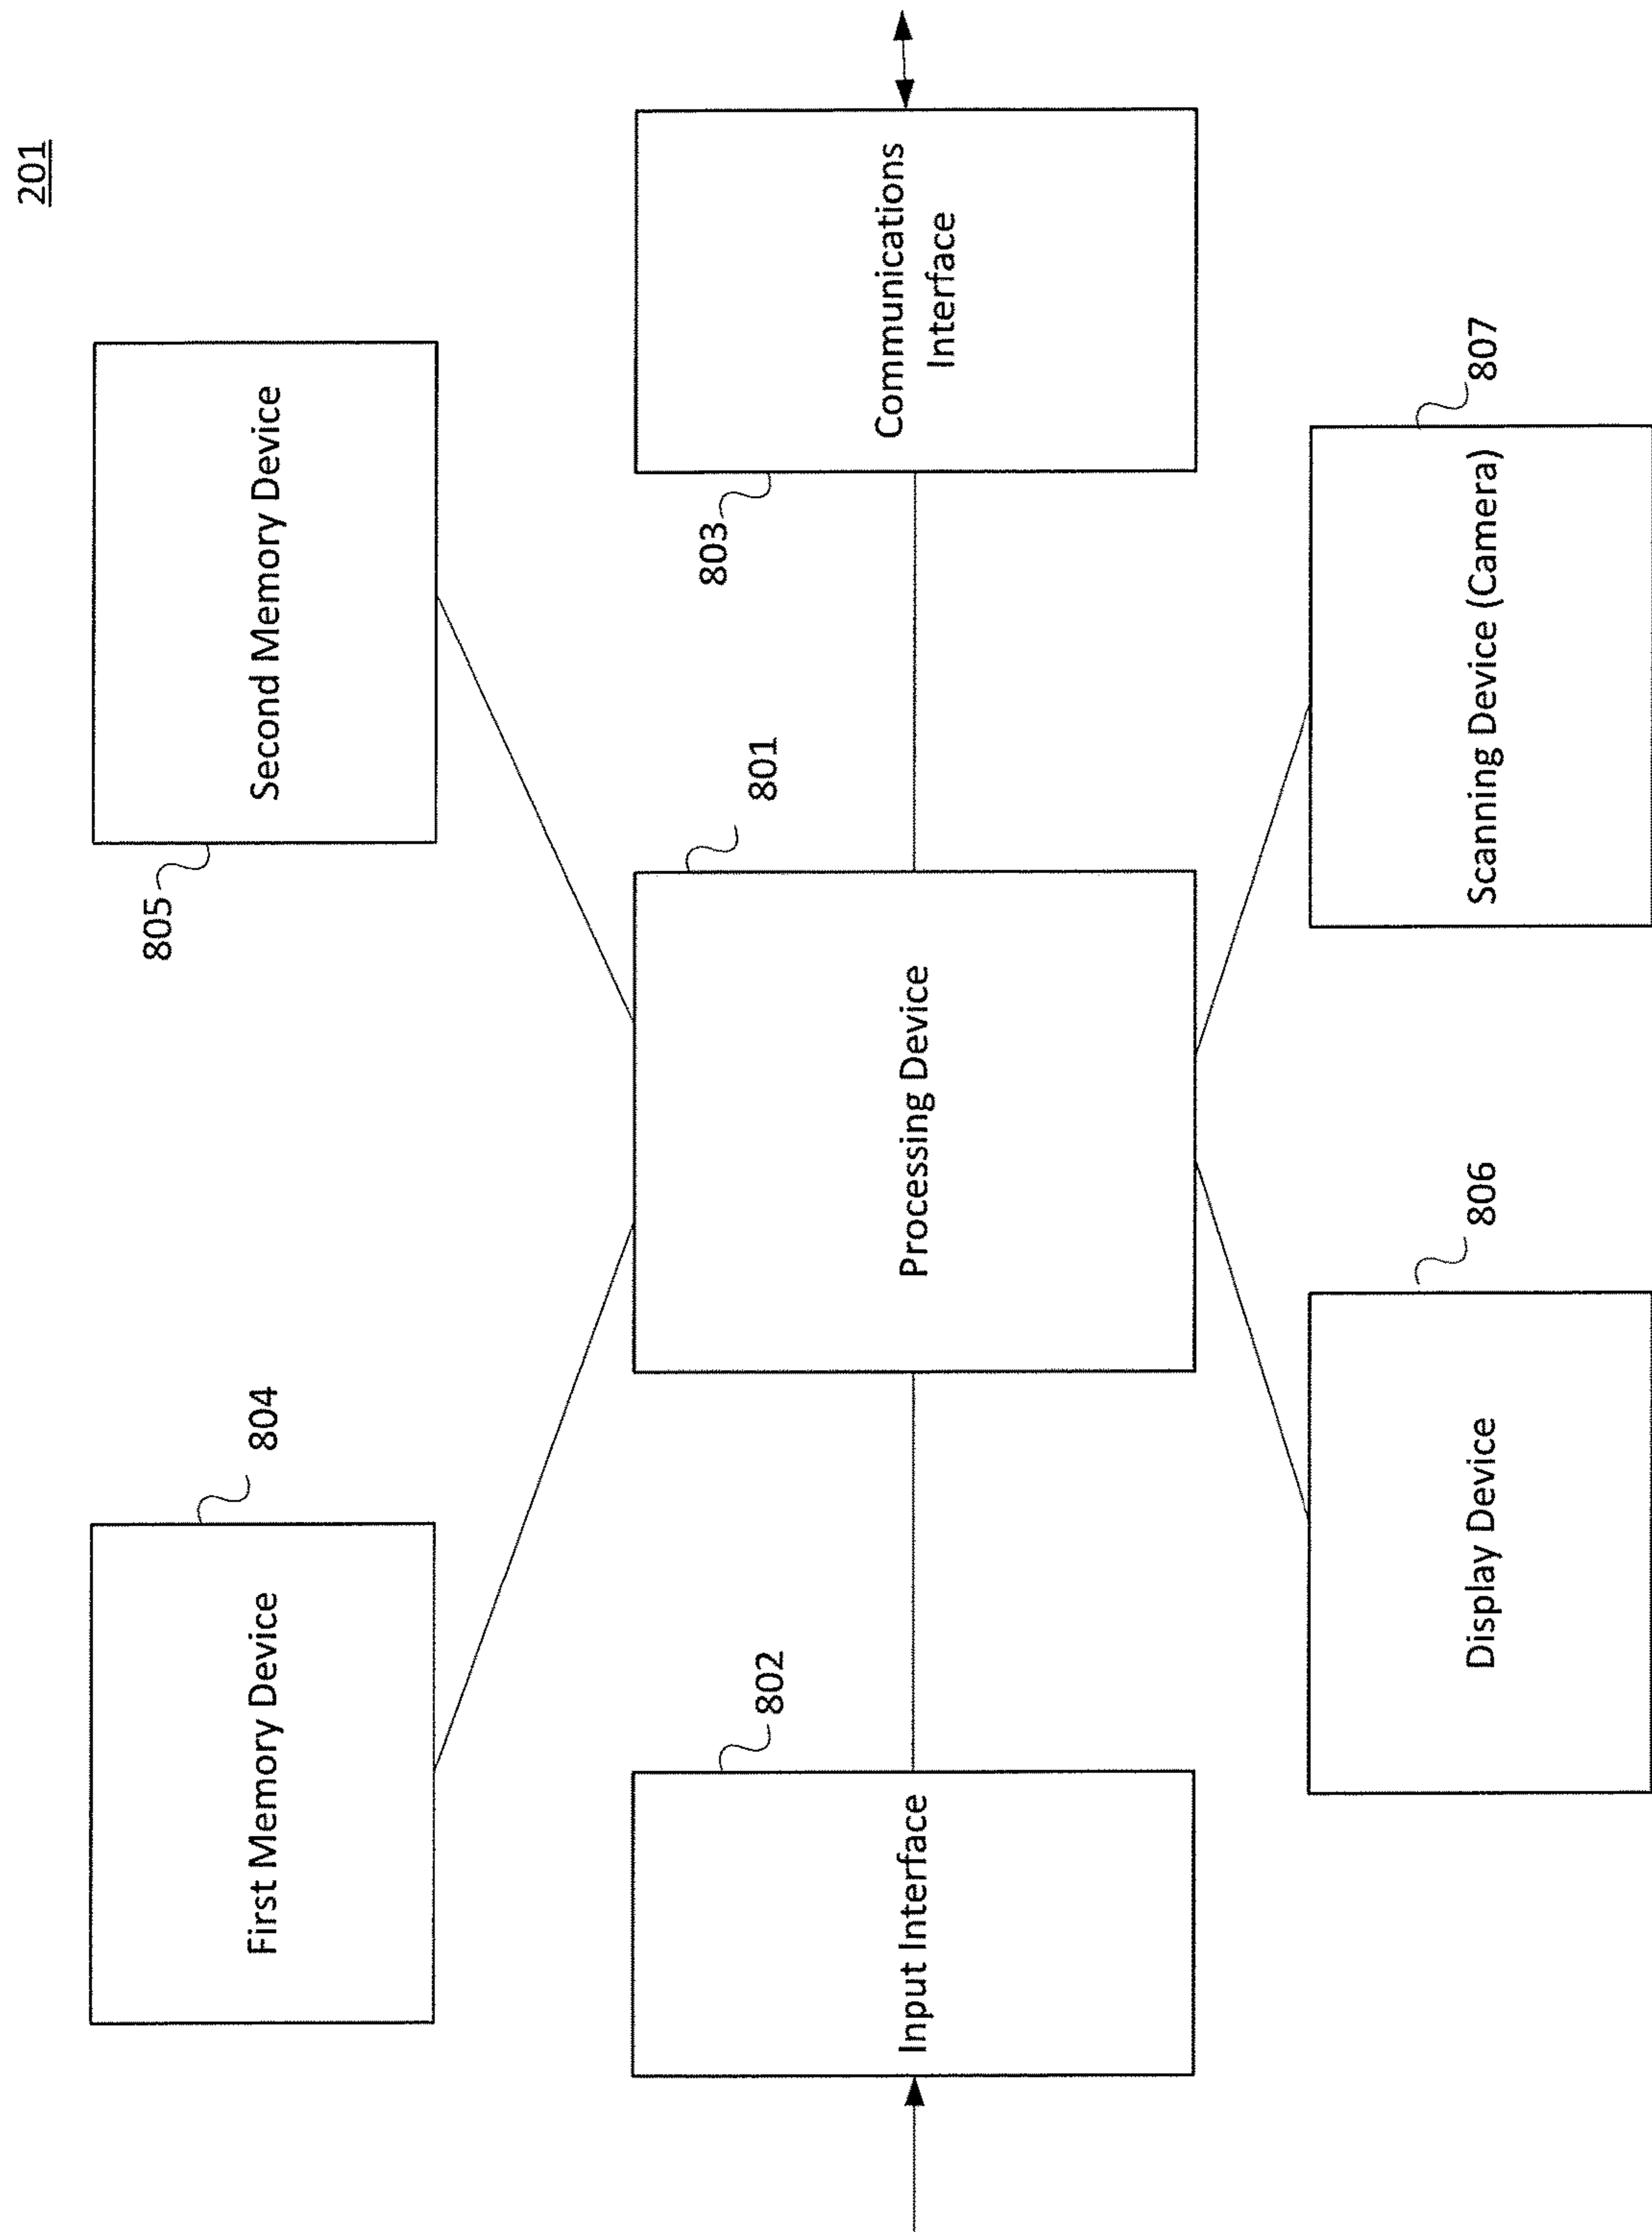 201
804
805
First Memory Device
Second Memory Device
803
801
802
Input Interface
Processing Device
Communications
Interface
806
807
Display Device
Scanning Device (Camera)